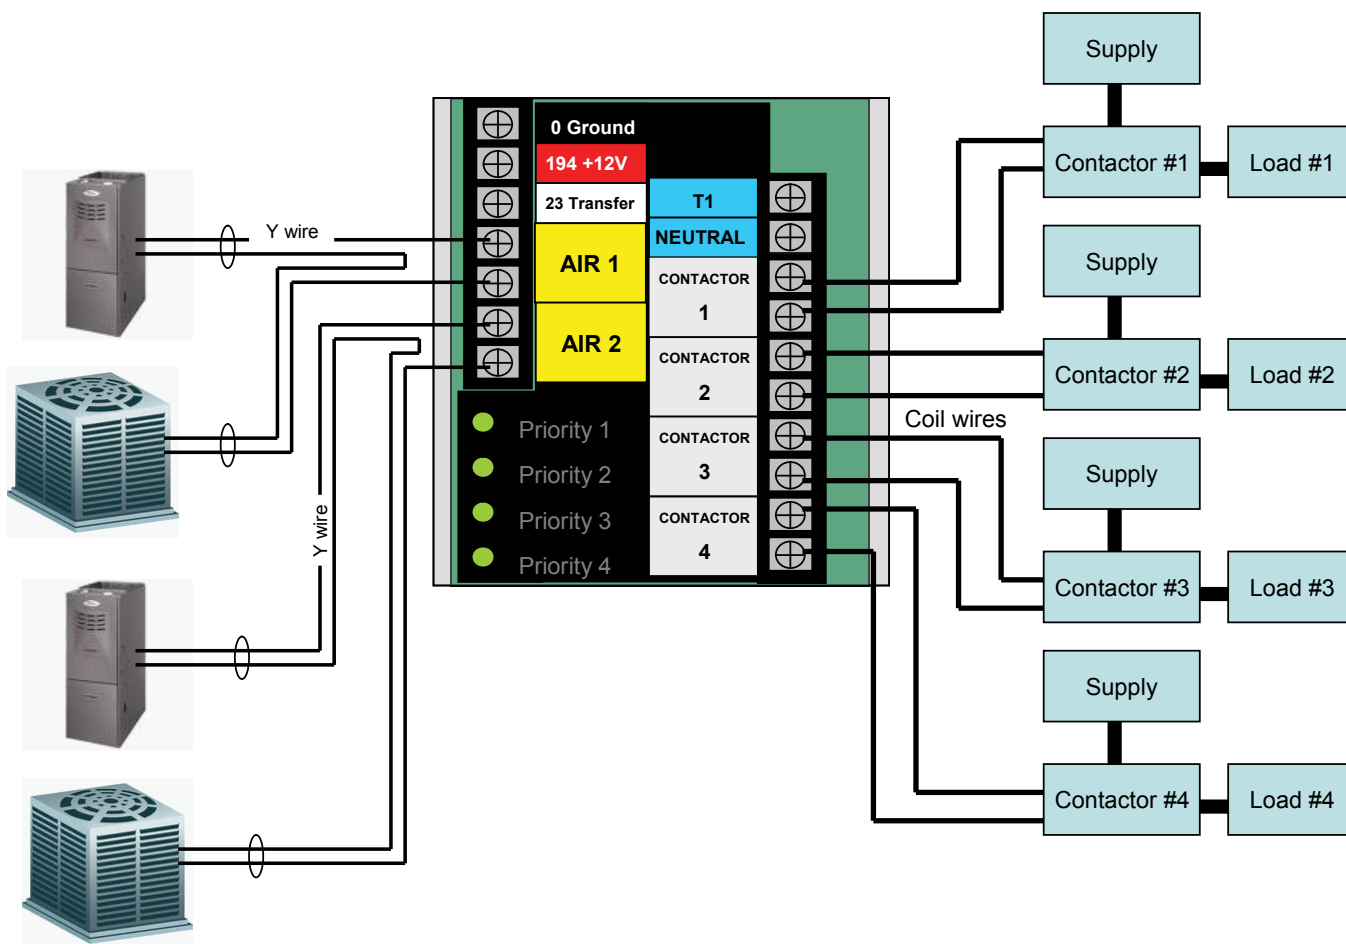 0 Ground
194 +12V
23 Transfer
AIR 1
AIR 2
T1
NEUTRAL
CONTACTOR
1
CONTACTOR
2
CONTACTOR
3
CONTACTOR
4
Priority 1
Priority 2
Priority 3
Priority 4
Y wire
Y wire
Coil wires
Supply
Contactor #1
Load #1
Supply
Contactor #2
Load #2
Supply
Contactor #3
Load #3
Supply
Contactor #4
Load #4